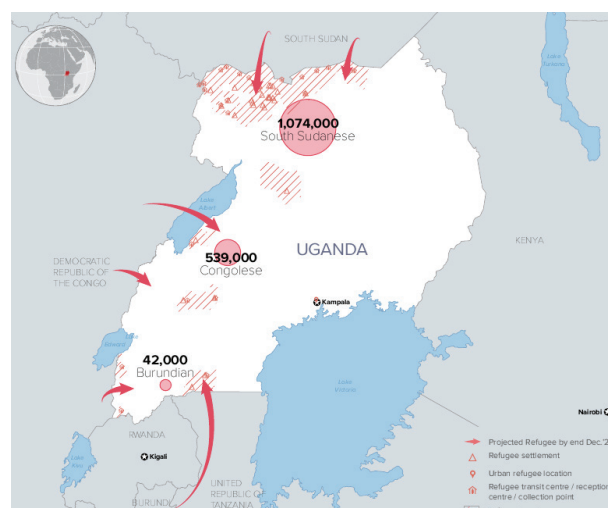 SOUTH SUDAN
Lake
1,074,000
South Sudanese
Lake
Albert
UGANDA
KENYA
539,000
Congolese
DEMOCRATIC
REPUBLIC OF
THE CONGO
Kampala
Lake
42,000
Burundian
Lake
Victoria
Nairobi
RWANDA
Kigali
Lake
Kivu
UNITED
REPUBLIC OF
TANZANIA
BURUNDI
Projected Refugee by end Dec.'2
Refugee settlement
Urban refugee location
Refugee transit centre / reception
centre / collection point